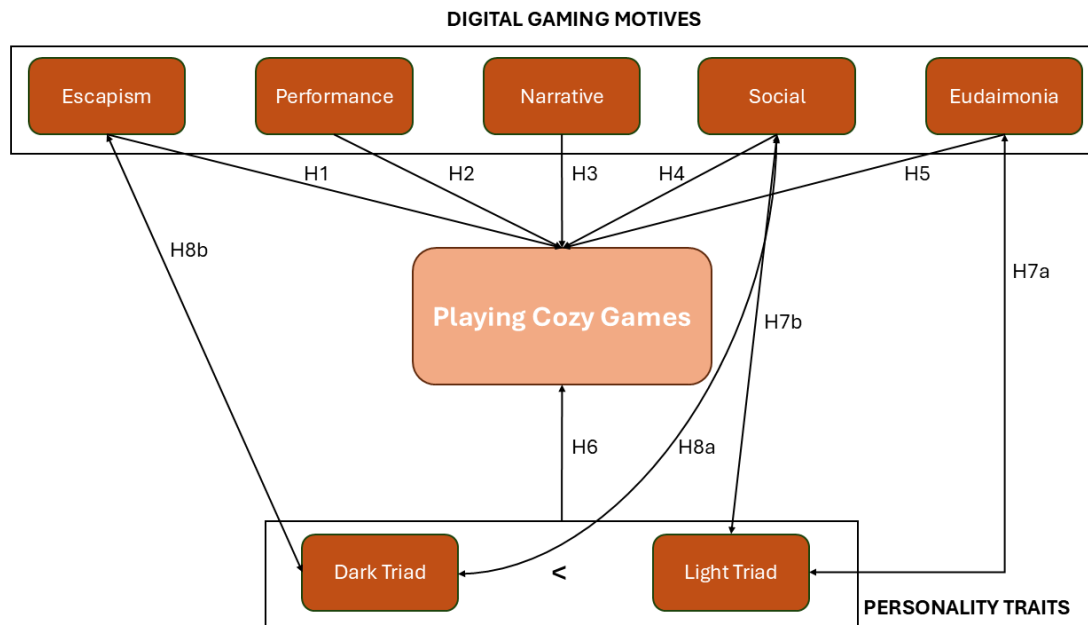 DIGITAL GAMING MOTIVES
Escapism
Performance
Narrative
Social
Eudaimonia
H1
H2
H3
H4
H5
H8b
H7a
Playing Cozy Games
H7b
H6
H8a
Dark Triad
<
Light Triad
PERSONALITY TRAITS